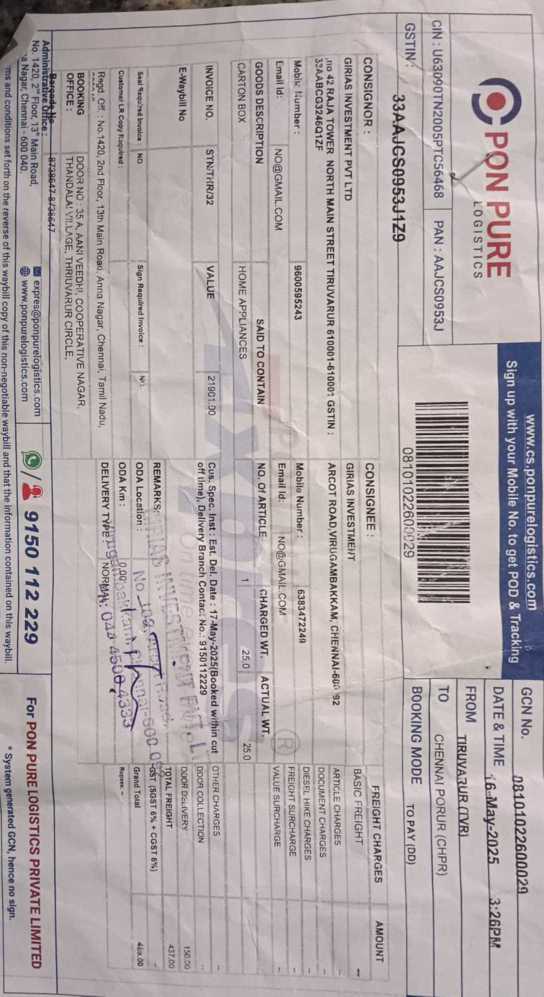 PON PURE
LOGISTICS
www.cs.ponpurelogistics.com
Sign up with your Mobile No. to get POD & Tracking
CIN : U63090TN2005PTC56468 PAN : AAJCS0953J
GSTIN : 33AAJCS0953J1Z9
08101022600029
GCN No. 08101022600029
DATE & TIME 16-May-2025 3:26PM
FROM TIRUVARUR (TVR)
TO CHENNAI PORUR (CHPR)
BOOKING MODE TO PAY (DD)
CONSIGNOR :
GIRIAS INVESTMENT PVT LTD
no 42 RAJA TOWER NORTH MAIN STREET TIRUVARUR 610001-610001 GSTIN :
33AABCG3246Q1ZF
Mobile Number : 9600595243
Email Id: NO@GMAIL.COM
CONSIGNEE :
GIRIAS INVESTMENT
ARCOT ROAD,VIRUGAMBAKKAM, CHENNAI-600 92
Mobile Number : 6383472249
Email Id: NO@GMAIL.COM
GOODS DESCRIPTION SAID TO CONTAIN NO. Of ARTICLE CHARGED WT. ACTUAL WT.
CARTON BOX HOME APPLIANCES 1 25.0 25.0
INVOICE NO. STN/TVR/32 VALUE 21901.00
E-Waybill No
Cus. Spec. Inst : Est. Del. Date : 17-May-2025(Booked within cut
off time), Delivery Branch Contact No.: 9150112229
Seal Required Invoice : NO Sign Required Invoice : NO
Customer LR Copy Required :
REMARKS:
ODA Location :
ODA Km : 0.00
DELIVERY TYPE : NORMAL
Regd. Off. : No.1420, 2nd Floor, 13th Main Road, Anna Nagar, Chennai, Tamil Nadu,
BOOKING
OFFICE :
DOOR NO : 35 A, AANI VEEDHI, COOPERATIVE NAGAR,
THANDALAI VILLAGE, THIRUVARUR CIRCLE,
FREIGHT CHARGES AMOUNT
BASIC FREIGHT --
ARTICLE CHARGES --
DOCUMENT CHARGES --
DIESEL HIKE CHARGES --
FREIGHT SURCHARGE --
VALUE SURCHARGE --
OTHER CHARGES --
DOOR COLLECTION --
DOOR DELIVERY 150.00
TOTAL FREIGHT 437.00
GST (SGST 6% + CGST 6%)
Grand Total
Rupees. --
Barcode No 8738647-8738647
Administrative Office :
No. 1420, 2nd Floor, 13th Main Road,
Nagar, Chennai - 600 040.
expres@ponpurelogistics.com
www.ponpurelogistics.com
9150 112 229
For PON PURE LOGISTICS PRIVATE LIMITED
ms and conditions set forth on the reverse of this waybill copy of this non-negotiable waybill and that the information contained on this waybill.
* System generated GCN, hence no sign.